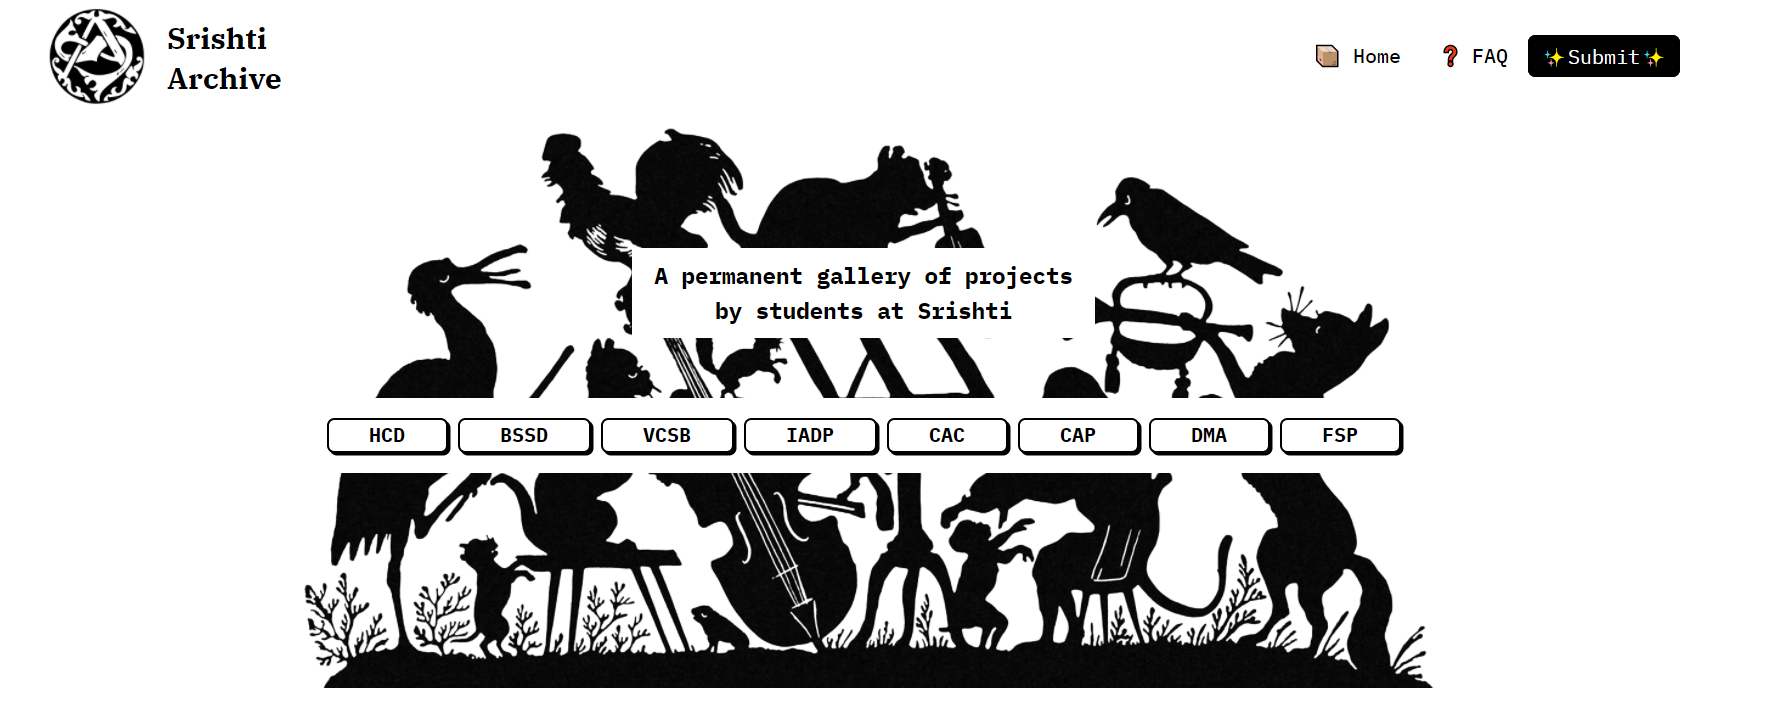 Srishti
Archive
Home
FAQ
✨Submit✨
A permanent gallery of projects
by students at Srishti
HCD
BSSD
VCSB
IADP
CAC
CAP
DMA
FSP